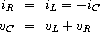 i_R = i_L = −i_C
v_C = v_L + v_R